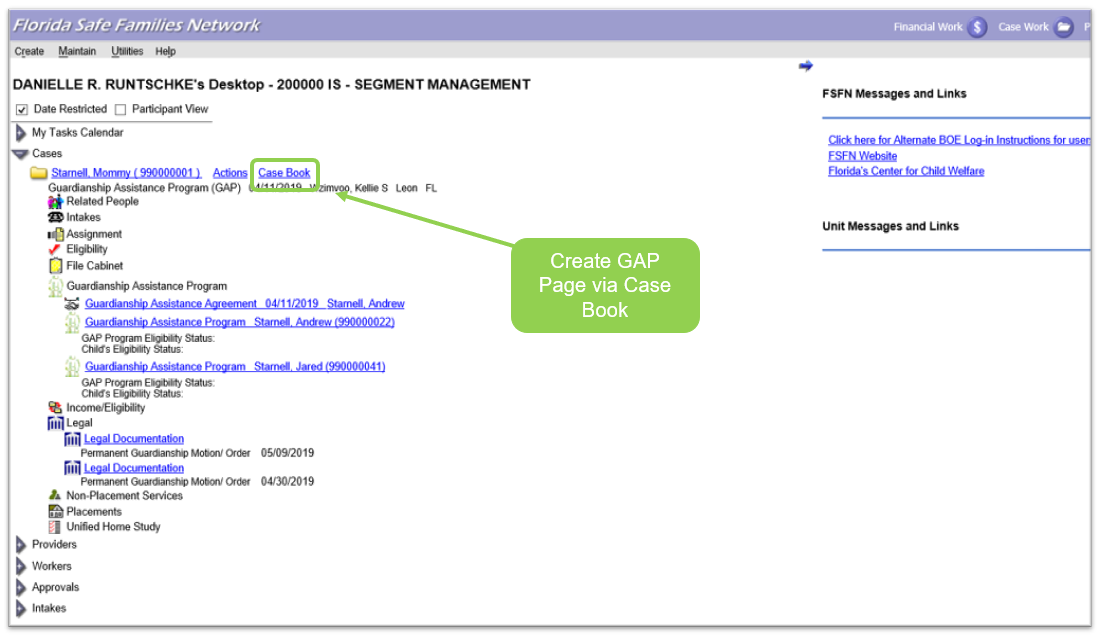 Florida Safe Families Network
Financial Work $ Case Work P
Create Maintain Utilities Help
DANIELLE R. RUNTSCHKE's Desktop - 200000 IS - SEGMENT MANAGEMENT
Date Restricted Participant View
My Tasks Calendar
Cases
Starnell, Mommy ( 990000001 ) Actions Case Book
Guardianship Assistance Program (GAP) 04/11/2019 Kellie S Leon FL
Related People
Intakes
Assignment
Eligibility
File Cabinet
Guardianship Assistance Program
Guardianship Assistance Agreement 04/11/2019 Starnell, Andrew
Guardianship Assistance Program Starnell, Andrew (990000022)
GAP Program Eligibility Status:
Child's Eligibility Status:
Guardianship Assistance Program Starnell, Jared (990000041)
GAP Program Eligibility Status:
Child's Eligibility Status:
Income/Eligibility
Legal
Legal Documentation
Permanent Guardianship Motion/ Order 05/09/2019
Legal Documentation
Permanent Guardianship Motion/ Order 04/30/2019
Non-Placement Services
Placements
Unified Home Study
Providers
Workers
Approvals
Intakes
Create GAP
Page via Case
Book
FSFN Messages and Links
Click here for Alternate BOE Log-in Instructions for user
FSFN Website
Florida's Center for Child Welfare
Unit Messages and Links